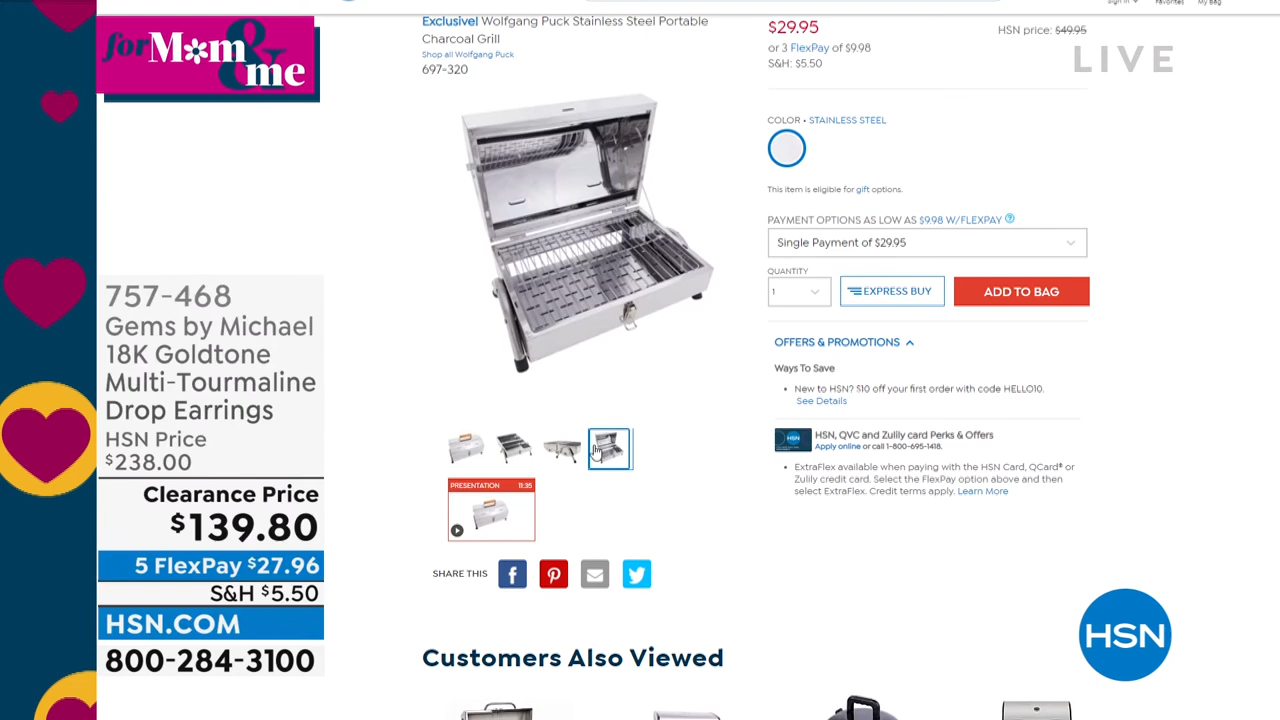 for Mom
& me
757-468
Gems by Michael
18K Goldtone
Multi-Tourmaline
Drop Earrings
HSN Price
$238.00
Clearance Price
$139.80
5 FlexPay $27.96
S&H $5.50
HSN.COM
800-284-3100
Exclusive! Wolfgang Puck Stainless Steel Portable
Charcoal Grill
Shop all Wolfgang Puck
697-320
PRESENTATION 11:35
SHARE THIS
Customers Also Viewed
Sign In
Favorites
My Bag
$29.95
HSN price: $49.95
or 3 FlexPay of $9.98
S&H: $5.50
LIVE
COLOR • STAINLESS STEEL
This item is eligible for gift options.
PAYMENT OPTIONS AS LOW AS $9.98 W/FLEXPAY ?
Single Payment of $29.95
QUANTITY
1
EXPRESS BUY
ADD TO BAG
OFFERS & PROMOTIONS
Ways To Save
• New to HSN? $10 off your first order with code HELLO10.
See Details
HSN, QVC and Zulily card Perks & Offers
Apply online or call 1-800-695-1418.
• ExtraFlex available when paying with the HSN Card, QCard® or
Zulily credit card. Select the FlexPay option above and then
select ExtraFlex. Credit terms apply. Learn More
HSN